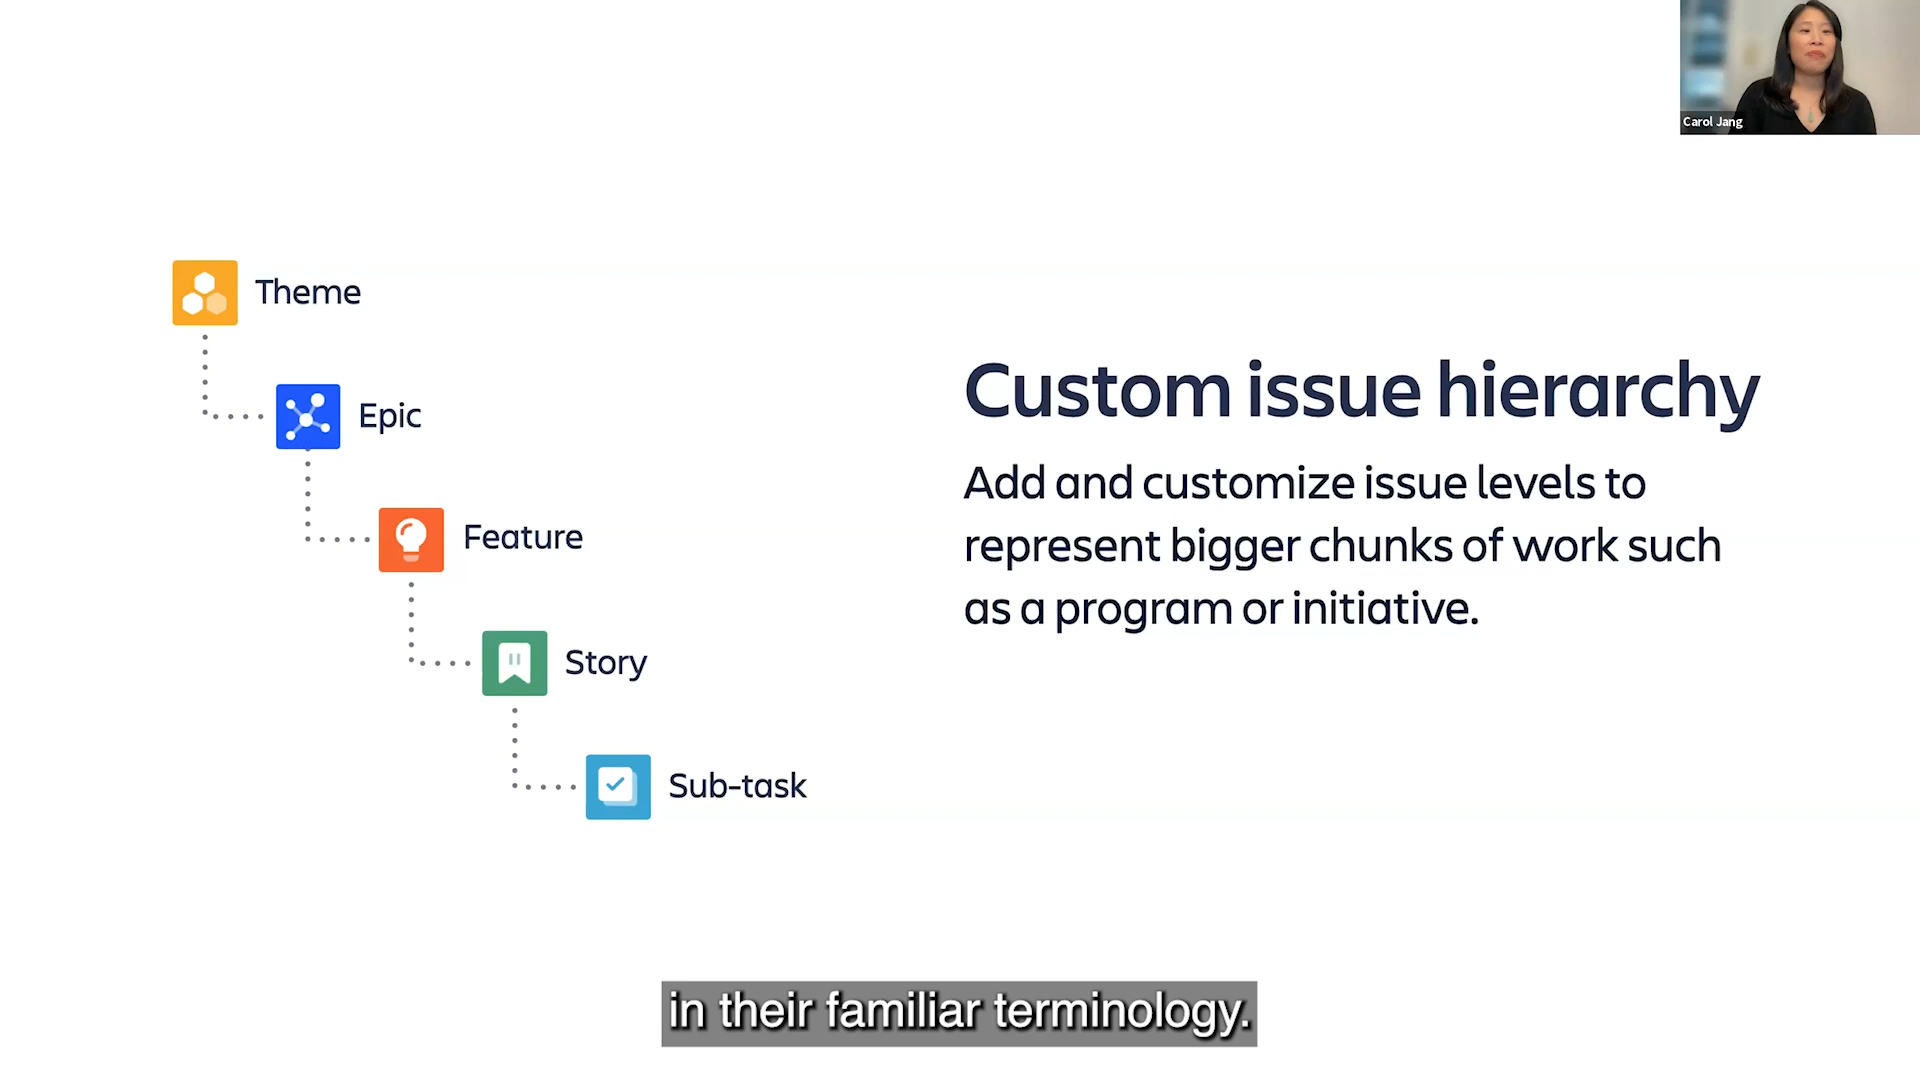 Carol Jang
Theme
Epic
Feature
Story
Sub-task
Custom issue hierarchy
Add and customize issue levels to
represent bigger chunks of work such
as a program or initiative.
in their familiar terminology.